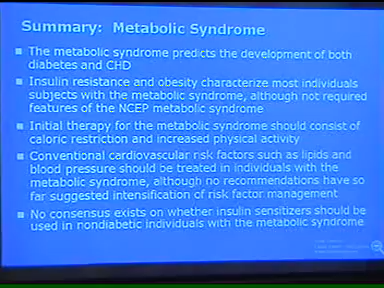 Summary: Metabolic Syndrome
The metabolic syndrome predicts the development of both
diabetes and CHD
Insulin resistance and obesity characterize most individuals
subjects with the metabolic syndrome, although not required
features of the NCEP metabolic syndrome
Initial therapy for the metabolic syndrome should consist of
caloric restriction and increased physical activity
Conventional cardiovascular risk factors such as lipids and
blood pressure should be treated in individuals with the
metabolic syndrome, although no recommendations have so
far suggested intensification of risk factor management
No consensus exists on whether insulin sensitizers should be
used in nondiabetic individuals with the metabolic syndrome